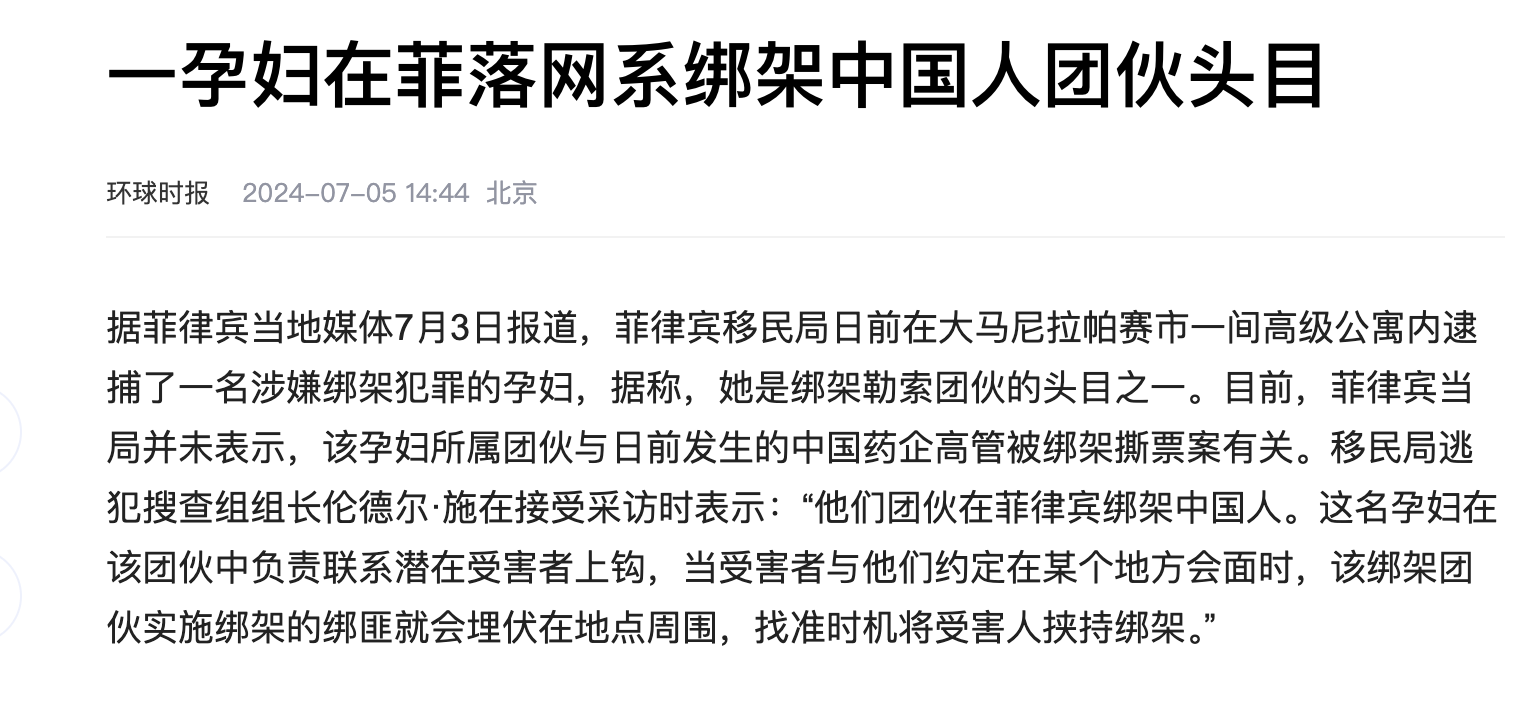 一孕妇在菲落网系绑架中国人团伙头目
环球时报 2024-07-05 14:44 北京
据菲律宾当地媒体7月3日报道，菲律宾移民局日前在大马尼拉帕赛市一间高级公寓内逮
捕了一名涉嫌绑架犯罪的孕妇，据称，她是绑架勒索团伙的头目之一。目前，菲律宾当
局并未表示，该孕妇所属团伙与日前发生的中国药企高管被绑架撕票案有关。移民局逃
犯搜查组组长伦德尔·施在接受采访时表示：“他们团伙在菲律宾绑架中国人。这名孕妇在
该团伙中负责联系潜在受害者上钩，当受害者与他们约定在某个地方会面时，该绑架团
伙实施绑架的绑匪就会埋伏在地点周围，找准时机将受害人挟持绑架。”